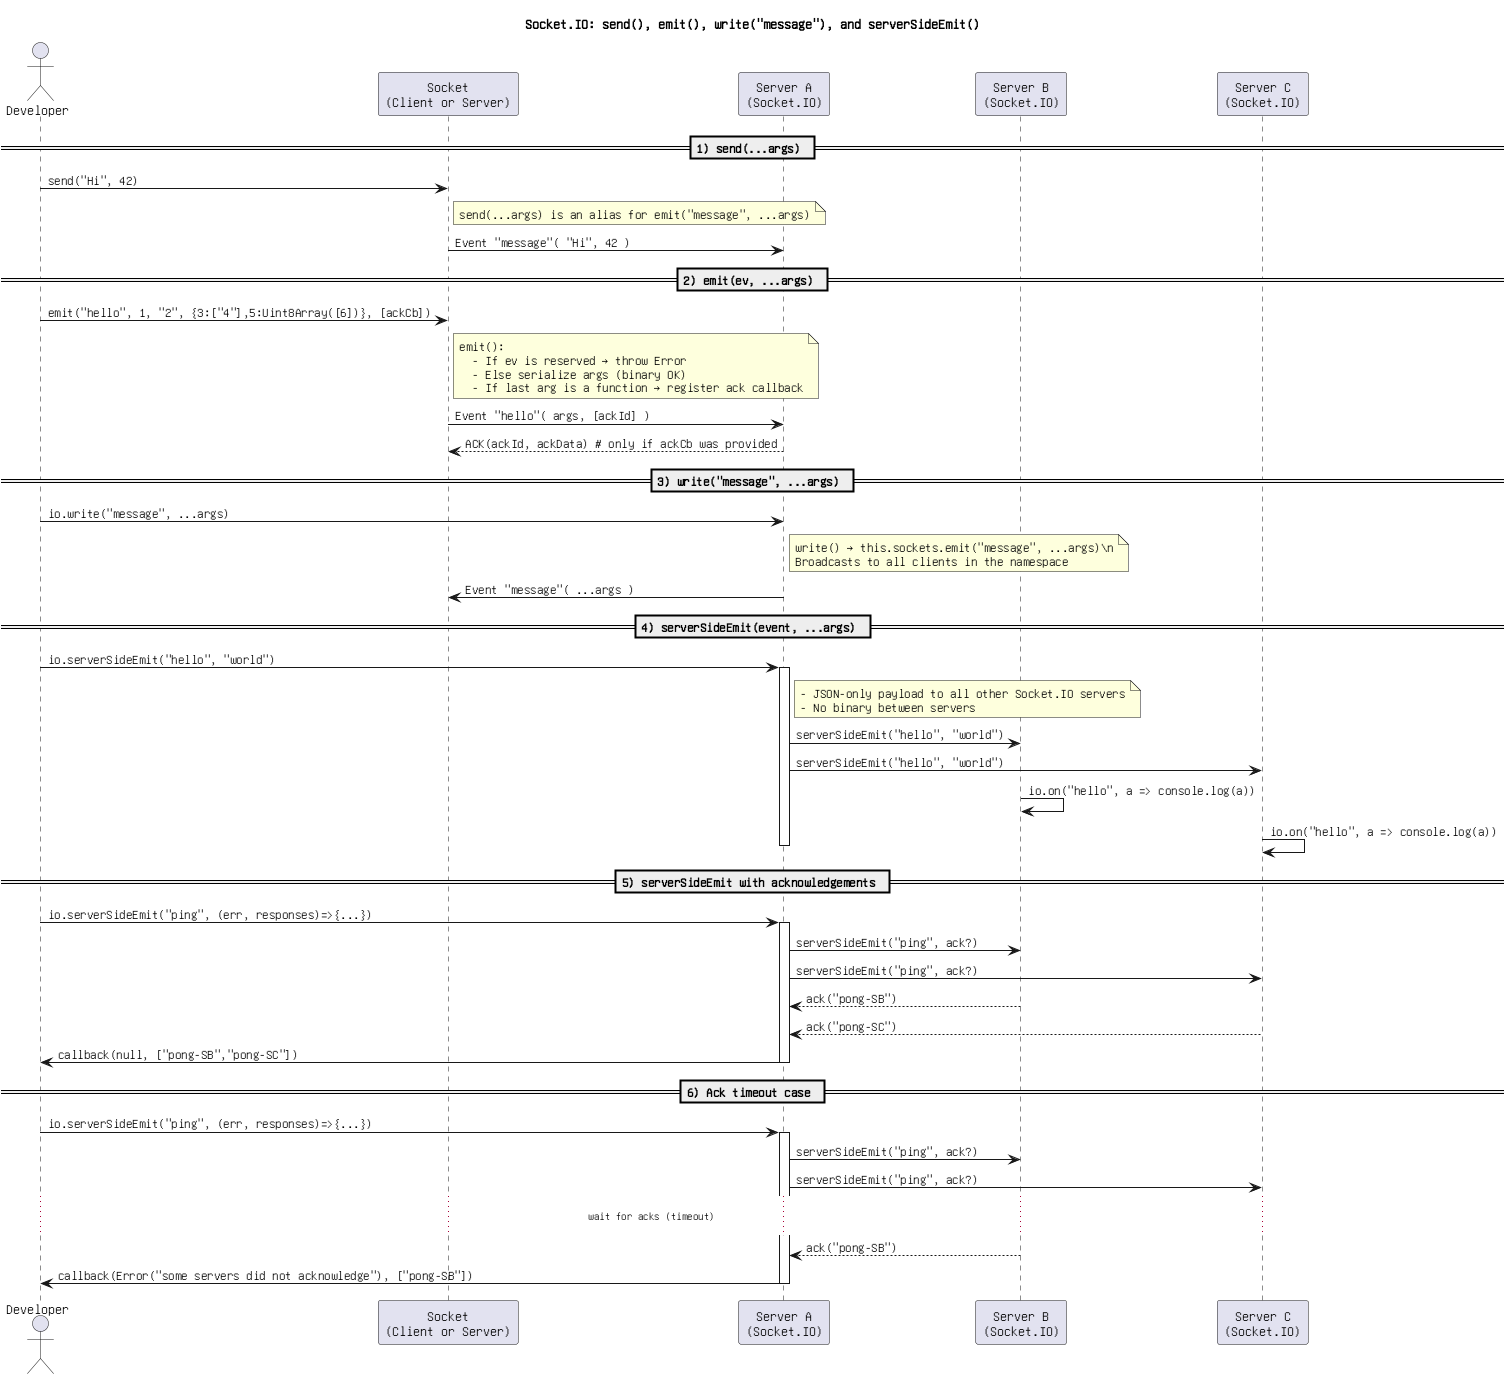 Socket.IO: send(), emit(), write("message"), and serverSideEmit()
Developer
Socket
(Client or Server)
Server A
(Socket.IO)
Server B
(Socket.IO)
Server C
(Socket.IO)
1) send(...args)
send("Hi", 42)
send(...args) is an alias for emit("message", ...args)
Event "message"( "Hi", 42 )
2) emit(ev, ...args)
emit("hello", 1, "2", {3:["4"],5:Uint8Array([6])}, [ackCb])
emit():
- If ev is reserved → throw Error
- Else serialize args (binary OK)
- If last arg is a function → register ack callback
Event "hello"( args, [ackId] )
ACK(ackId, ackData) # only if ackCb was provided
3) write("message", ...args)
io.write("message", ...args)
write() → this.sockets.emit("message", ...args)\n
Broadcasts to all clients in the namespace
Event "message"( ...args )
4) serverSideEmit(event, ...args)
io.serverSideEmit("hello", "world")
- JSON-only payload to all other Socket.IO servers
- No binary between servers
serverSideEmit("hello", "world")
serverSideEmit("hello", "world")
io.on("hello", a => console.log(a))
io.on("hello", a => console.log(a))
5) serverSideEmit with acknowledgements
io.serverSideEmit("ping", (err, responses)=>{...})
serverSideEmit("ping", ack?)
serverSideEmit("ping", ack?)
ack("pong-SB")
ack("pong-SC")
callback(null, ["pong-SB","pong-SC"])
6) Ack timeout case
io.serverSideEmit("ping", (err, responses)=>{...})
serverSideEmit("ping", ack?)
serverSideEmit("ping", ack?)
wait for acks (timeout)
ack("pong-SB")
callback(Error("some servers did not acknowledge"), ["pong-SB"])
Developer
Socket
(Client or Server)
Server A
(Socket.IO)
Server B
(Socket.IO)
Server C
(Socket.IO)